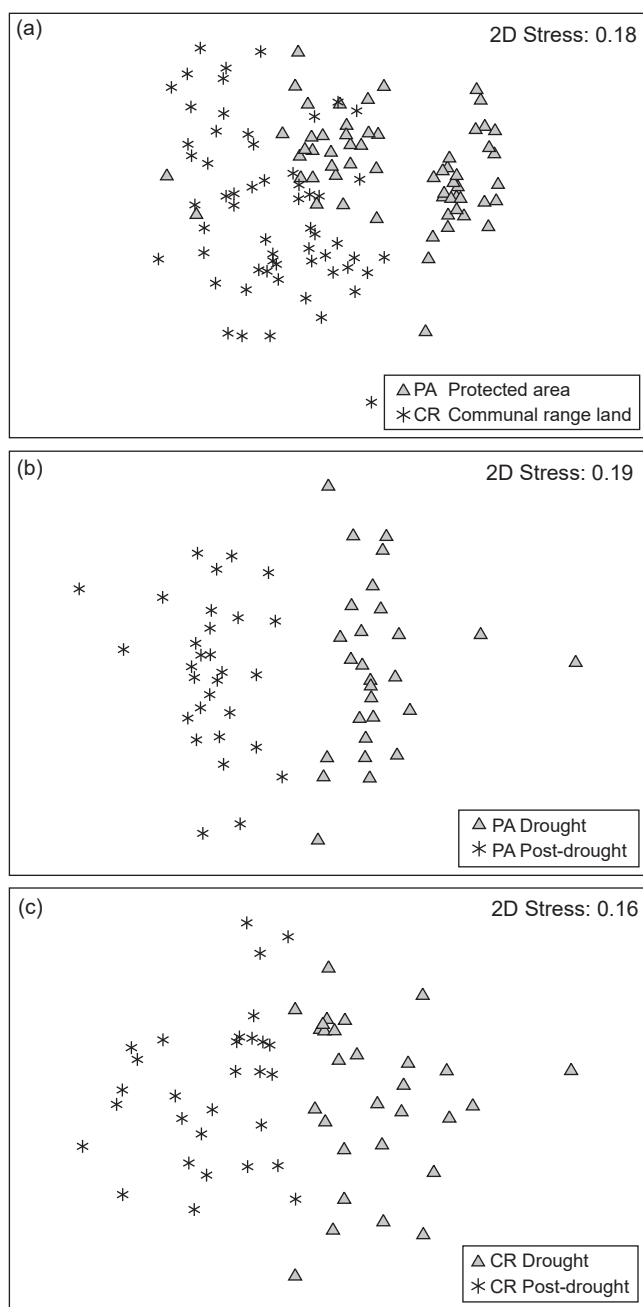 (a)
2D Stress: 0.18
PA Protected area
CR Communal range land
(b)
2D Stress: 0.19
PA Drought
PA Post-drought
(c)
2D Stress: 0.16
CR Drought
CR Post-drought